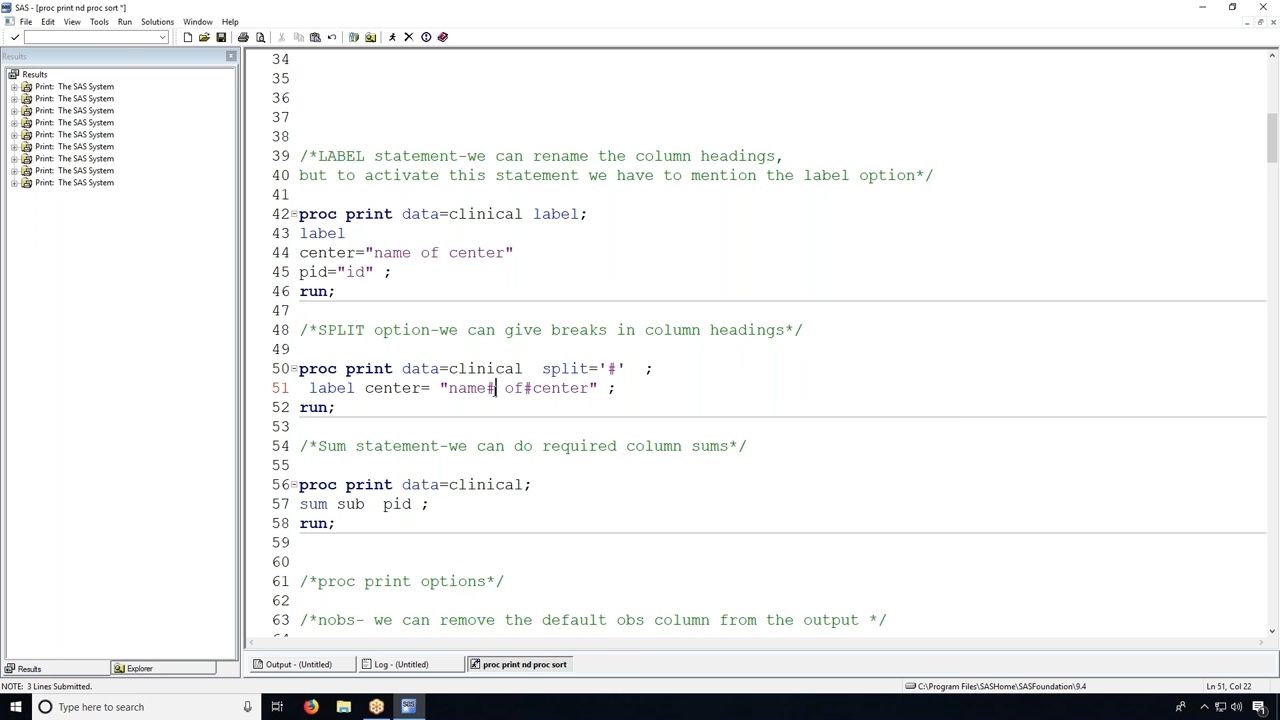 SAS - [proc print nd proc sort *]
File Edit View Tools Run Solutions Window Help
Results
Results
Print: The SAS System
Print: The SAS System
Print: The SAS System
Print: The SAS System
Print: The SAS System
Print: The SAS System
Print: The SAS System
Print: The SAS System
Print: The SAS System
34
35
36
37
38
39 /*LABEL statement-we can rename the column headings,
40 but to activate this statement we have to mention the label option*/
41
42 proc print data=clinical label;
43 label
44 center="name of center"
45 pid="id" ;
46 run;
47
48 /*SPLIT option-we can give breaks in column headings*/
49
50 proc print data=clinical  split='#'  ;
51  label center= "name# of#center" ;
52 run;
53
54 /*Sum statement-we can do required column sums*/
55
56 proc print data=clinical;
57 sum sub  pid ;
58 run;
59
60
61 /*proc print options*/
62
63 /*nobs- we can remove the default obs column from the output */
Results Explorer Output - (Untitled) Log - (Untitled) proc print nd proc sort
NOTE: 3 Lines Submitted. C:\Program Files\SASHome\SASFoundation\9.4 Ln 51, Col 22
Type here to search